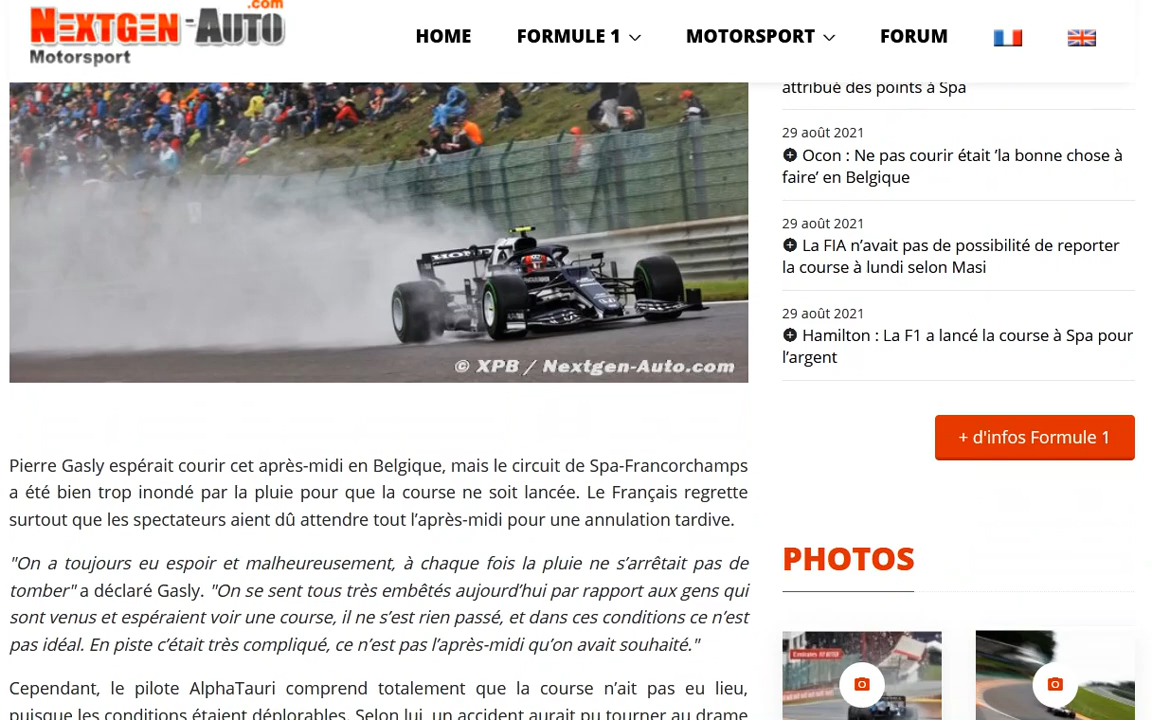 .com
NEXTGEN-AUTO
Motorsport
HOME
FORMULE 1
MOTORSPORT
FORUM
attribué des points à Spa
29 août 2021
Ocon : Ne pas courir était ’la bonne chose à
faire’ en Belgique
29 août 2021
La FIA n’avait pas de possibilité de reporter
la course à lundi selon Masi
29 août 2021
Hamilton : La F1 a lancé la course à Spa pour
l’argent
+ d'infos Formule 1
HONDA
© XPB / Nextgen-Auto.com
Pierre Gasly espérait courir cet après-midi en Belgique, mais le circuit de Spa-Francorchamps
a été bien trop inondé par la pluie pour que la course ne soit lancée. Le Français regrette
surtout que les spectateurs aient dû attendre tout l’après-midi pour une annulation tardive.
"On a toujours eu espoir et malheureusement, à chaque fois la pluie ne s’arrêtait pas de
tomber" a déclaré Gasly. "On se sent tous très embêtés aujourd’hui par rapport aux gens qui
sont venus et espéraient voir une course, il ne s’est rien passé, et dans ces conditions ce n’est
pas idéal. En piste c’était très compliqué, ce n’est pas l’après-midi qu’on avait souhaité."
Cependant, le pilote AlphaTauri comprend totalement que la course n’ait pas eu lieu,
puisque les conditions étaient déplorables. Selon lui, un accident aurait pu tourner au drame
PHOTOS
Emirates